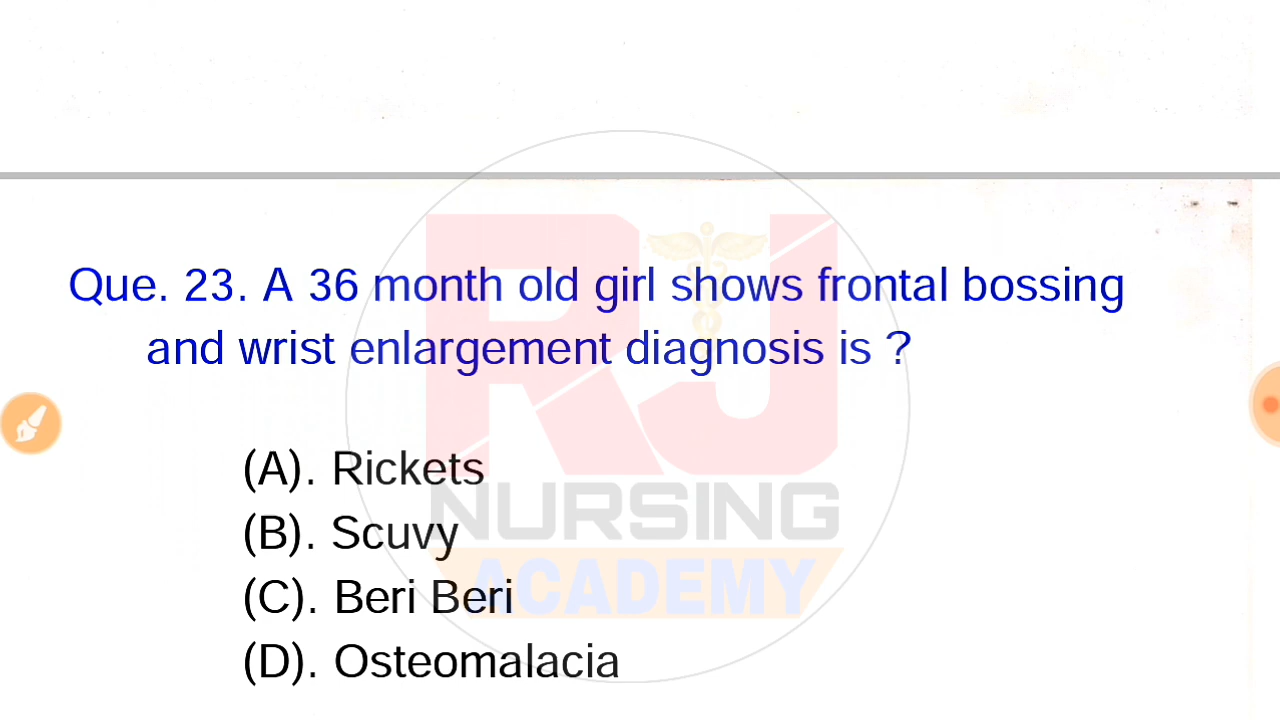 Que. 23. A 36 month old girl shows frontal bossing
and wrist enlargement diagnosis is ?
(A). Rickets
(B). Scuvy
(C). Beri Beri
(D). Osteomalacia
RJ
NURSING
ACADEMY